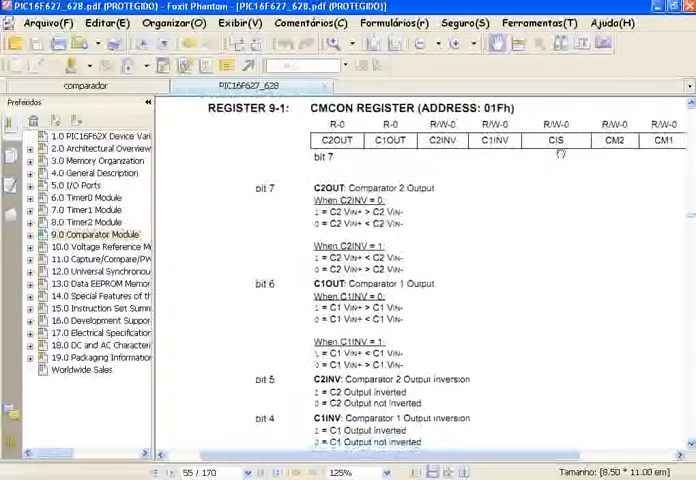 PIC16F627_628.pdf (PROTEGIDO) - Foxit Phantom - [PIC16F627_628.pdf (PROTEGIDO)]
Arquivo(F) Editar(E) Organizar(O) Exibir(V) Comentários(C) Formulários(r) Seguro(S) Ferramentas(T) Ajuda(H)
comparador PIC16F627_628
Preferidos
1.0 PIC16F62X Device Vari
2.0 Architectural Overview
3.0 Memory Organization
4.0 General Description
5.0 I/O Ports
6.0 Timer0 Module
7.0 Timer1 Module
8.0 Timer2 Module
9.0 Comparator Module
10.0 Voltage Reference M
11.0 Capture/Compare/PW
12.0 Universal Synchronou
13.0 Data EEPROM Memor
14.0 Special Features of th
15.0 Instruction Set Summ
16.0 Development Suppor
17.0 Electrical Specification
18.0 DC and AC Characteri
19.0 Packaging Information
Worldwide Sales
REGISTER 9-1: CMCON REGISTER (ADDRESS: 01Fh)
R-0 R-0 R/W-0 R/W-0 R/W-0 R/W-0 R/W-0
C2OUT C1OUT C2INV C1INV CIS CM2 CM1
bit 7
bit 7 C2OUT: Comparator 2 Output
When C2INV = 0:
1 = C2 VIN+ > C2 VIN-
0 = C2 VIN+ < C2 VIN-
When C2INV = 1:
1 = C2 VIN+ < C2 VIN-
0 = C2 VIN+ > C2 VIN-
bit 6 C1OUT: Comparator 1 Output
When C1INV = 0:
1 = C1 VIN+ > C1 VIN-
0 = C1 VIN+ < C1 VIN-
When C1INV = 1:
1 = C1 VIN+ < C1 VIN-
0 = C1 VIN+ > C1 VIN-
bit 5 C2INV: Comparator 2 Output inversion
1 = C2 Output inverted
0 = C2 Output not inverted
bit 4 C1INV: Comparator 1 Output inversion
1 = C1 Output inverted
0 = C1 Output not inverted
55 / 170 125% Tamanho: [8.50 * 11.00 em]